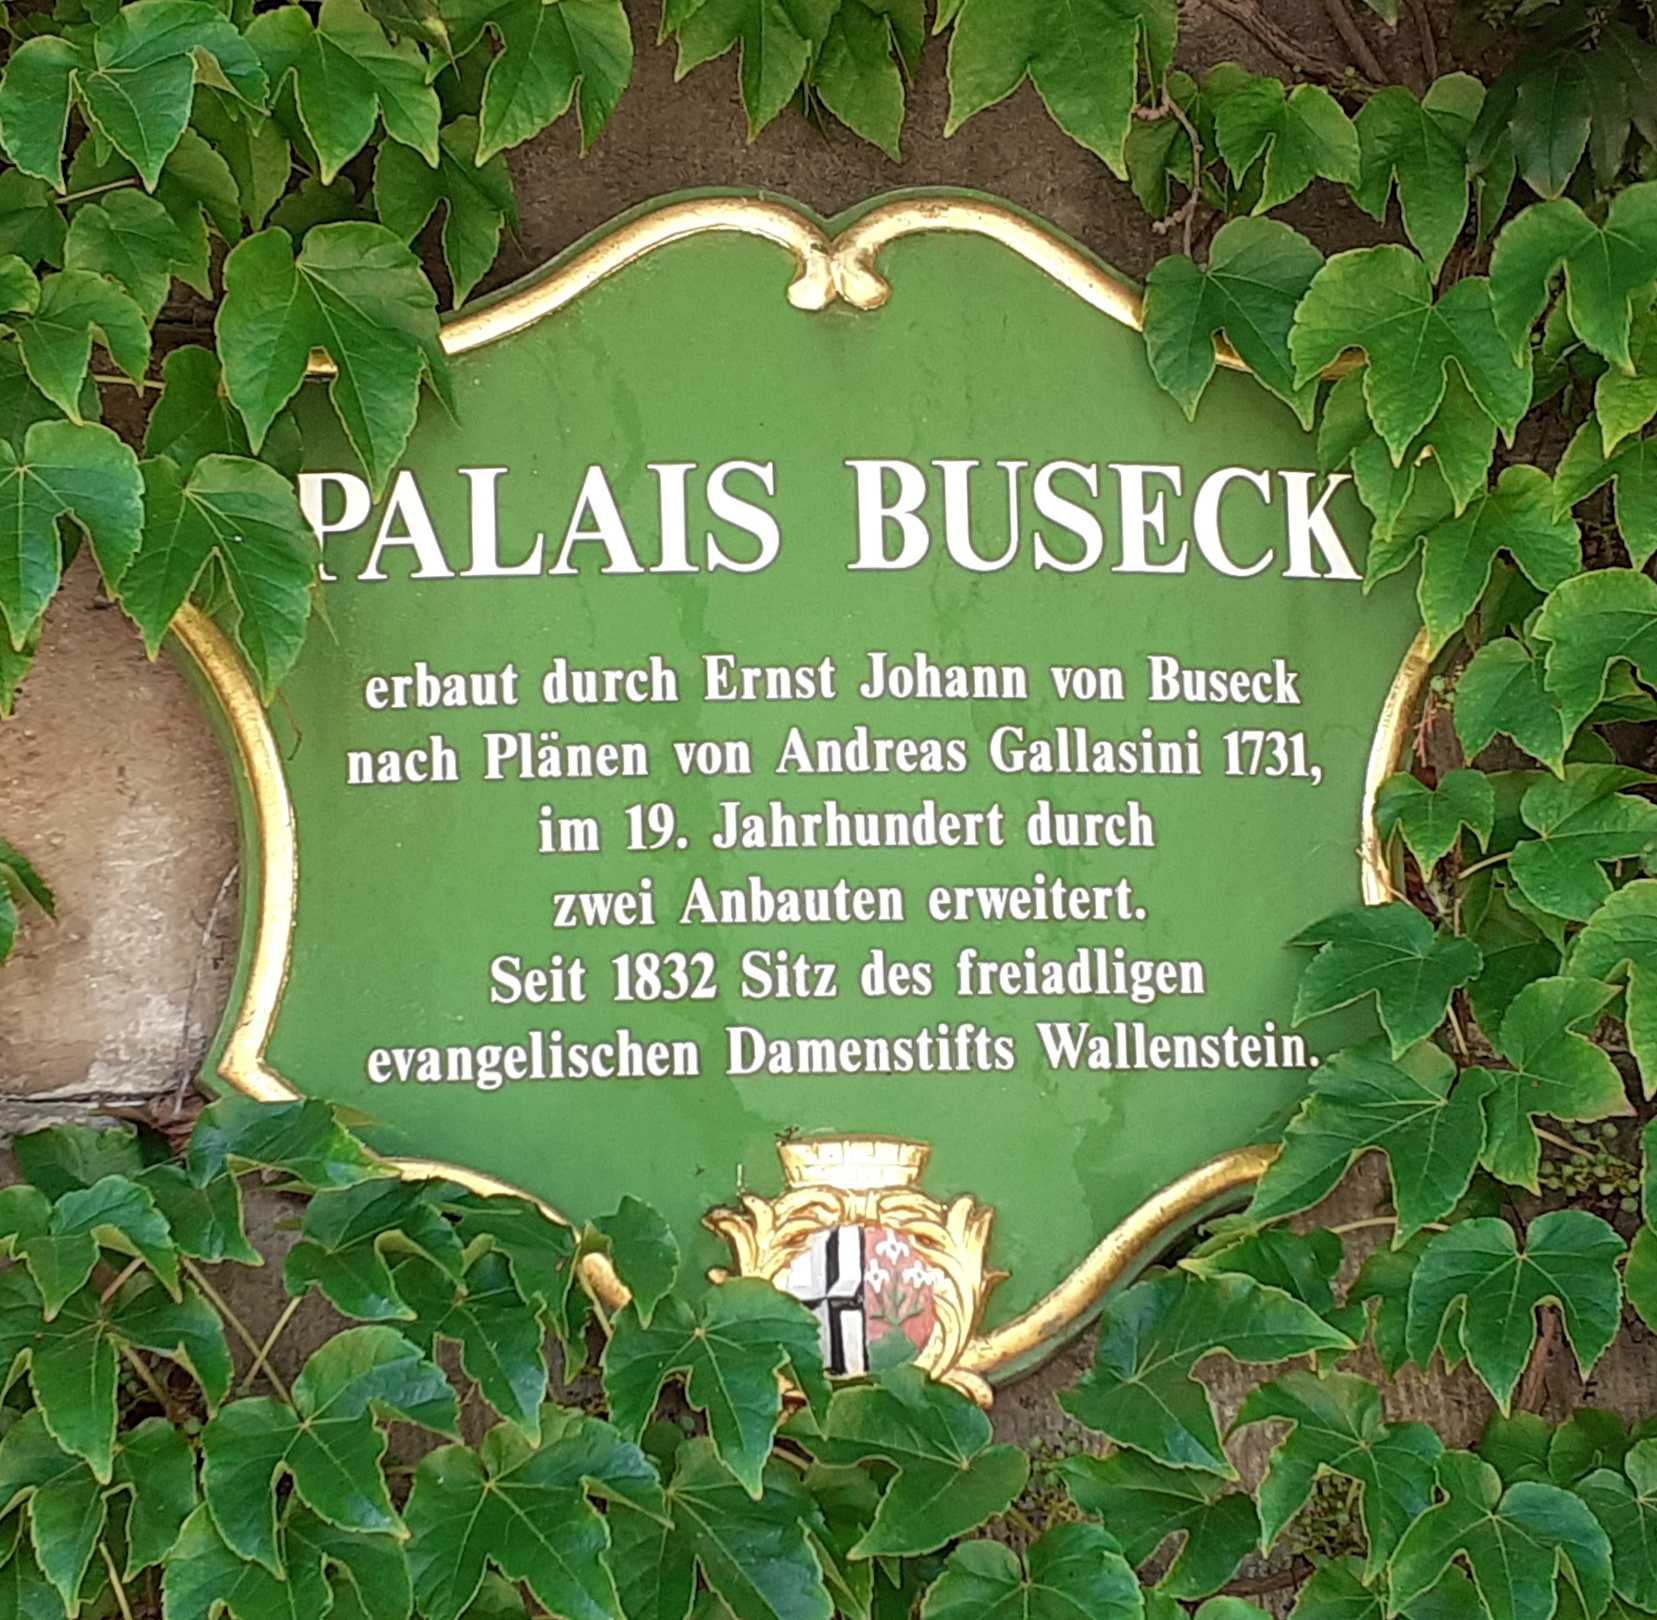 PALAIS BUSECK
erbaut durch Ernst Johann von Buseck
nach Plänen von Andreas Gallasini 1731,
im 19. Jahrhundert durch
zwei Anbauten erweitert.
Seit 1832 Sitz des freiadligen
evangelischen Damenstifts Wallenstein.